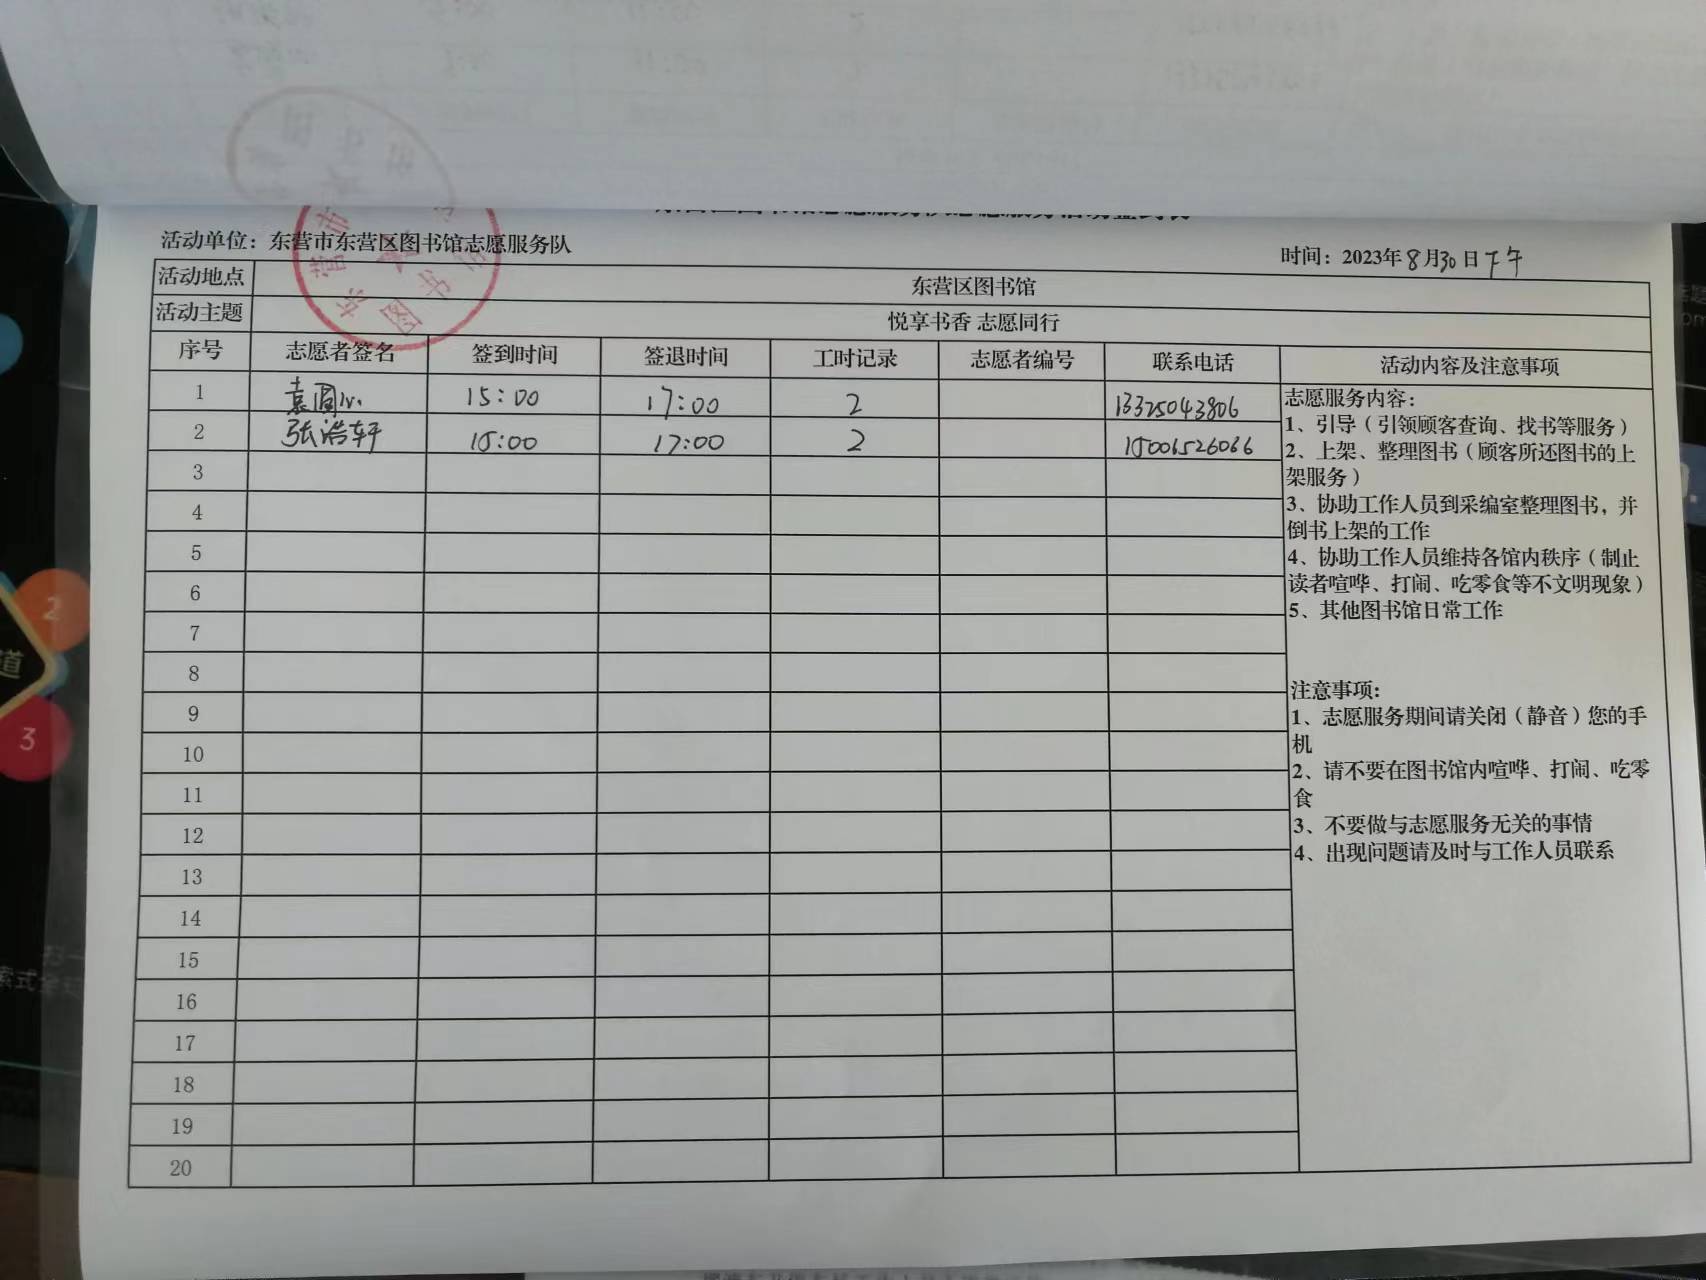 活动单位：东营市东营区图书馆志愿服务队
时间：2023年8月30日下午
活动地点 东营区图书馆
活动主题 悦享书香 志愿同行
序号 志愿者签名 签到时间 签退时间 工时记录 志愿者编号 联系电话 活动内容及注意事项
1 袁圆 15:00 17:00 2 13325043806
2 张浩轩 15:00 17:00 2 15006526066
3
4
5
6
7
8
9
10
11
12
13
14
15
16
17
18
19
20
志愿服务内容：
1、引导（引领顾客查询、找书等服务）
2、上架、整理图书（顾客所还图书的上
架服务）
3、协助工作人员到采编室整理图书，并
倒书上架的工作
4、协助工作人员维持各馆内秩序（制止
读者喧哗、打闹、吃零食等不文明现象）
5、其他图书馆日常工作
注意事项：
1、志愿服务期间请关闭（静音）您的手
机
2、请不要在图书馆内喧哗、打闹、吃零
食
3、不要做与志愿服务无关的事情
4、出现问题请及时与工作人员联系
2
道
3